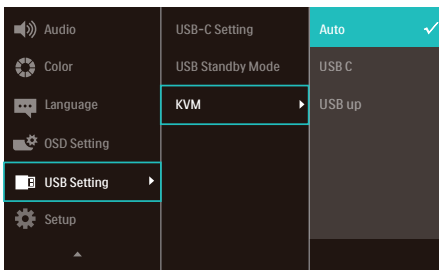 Audio
Color
Language
OSD Setting
USB Setting
Setup
USB-C Setting
USB Standby Mode
KVM
Auto
USB C
USB up